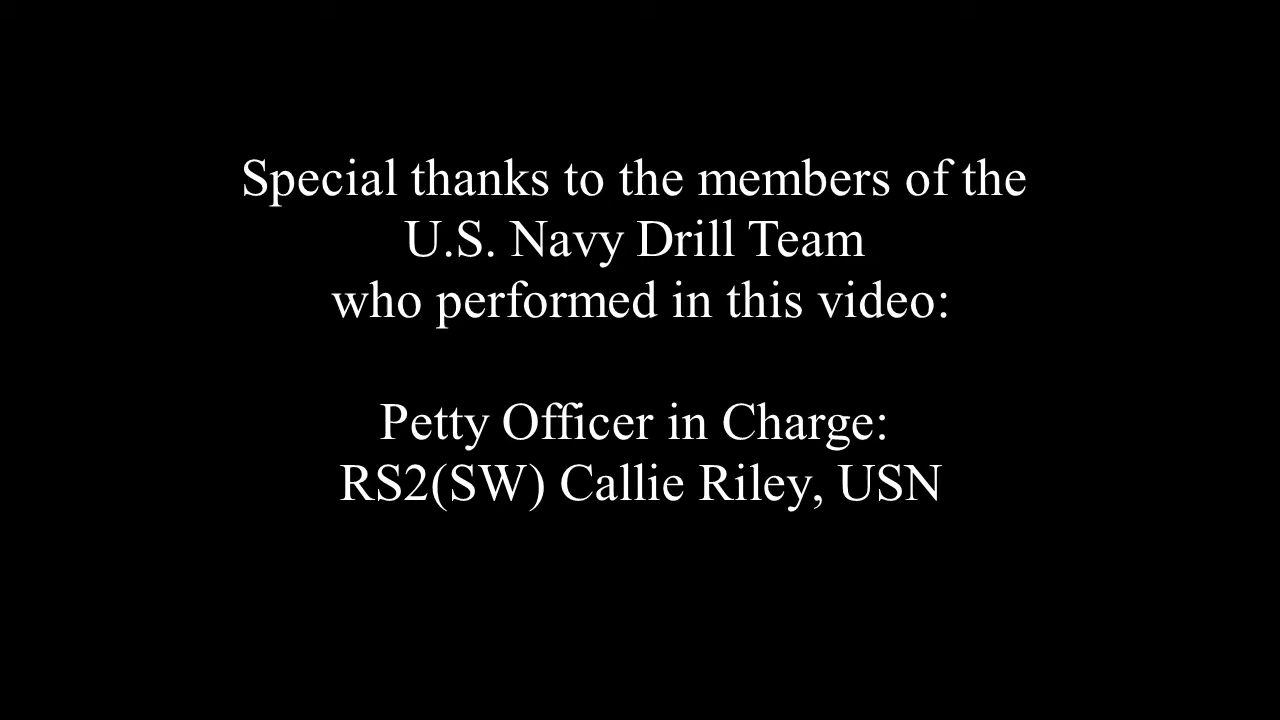 Special thanks to the members of the
U.S. Navy Drill Team
who performed in this video:
Petty Officer in Charge:
RS2(SW) Callie Riley, USN